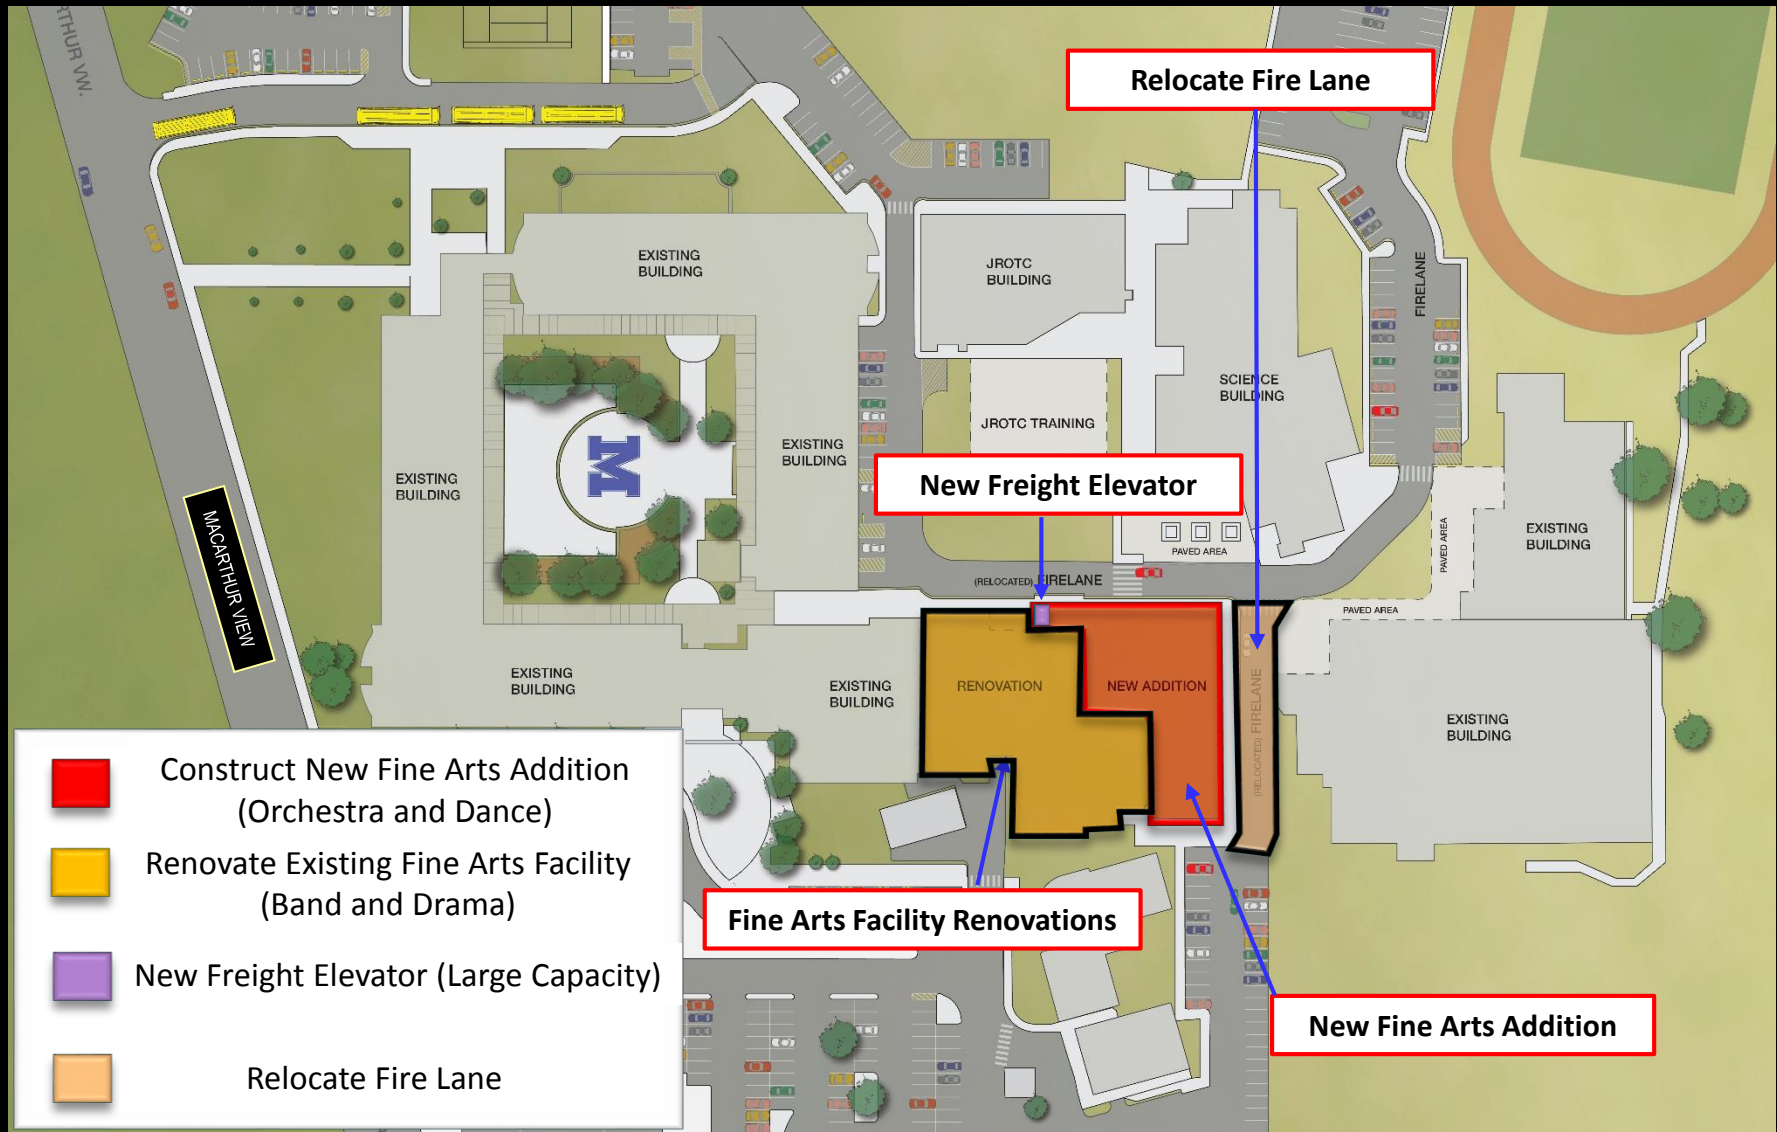 RTHUR VW.
Relocate Fire Lane
EXISTING
BUILDING
JROTC
BUILDING
FIRELANE
SCIENCE
BUILDING
JROTC TRAINING
EXISTING
BUILDING
EXISTING
BUILDING
M
New Freight Elevator
MACARTHUR VIEW
PAVED AREA
PAVED AREA
EXISTING
BUILDING
(RELOCATED) FIRELANE
PAVED AREA
EXISTING
BUILDING
EXISTING
BUILDING
RENOVATION
NEW ADDITION
(RELOCATED) FIRELANE
EXISTING
BUILDING
Construct New Fine Arts Addition
(Orchestra and Dance)
Renovate Existing Fine Arts Facility
(Band and Drama)
New Freight Elevator (Large Capacity)
Relocate Fire Lane
Fine Arts Facility Renovations
New Fine Arts Addition